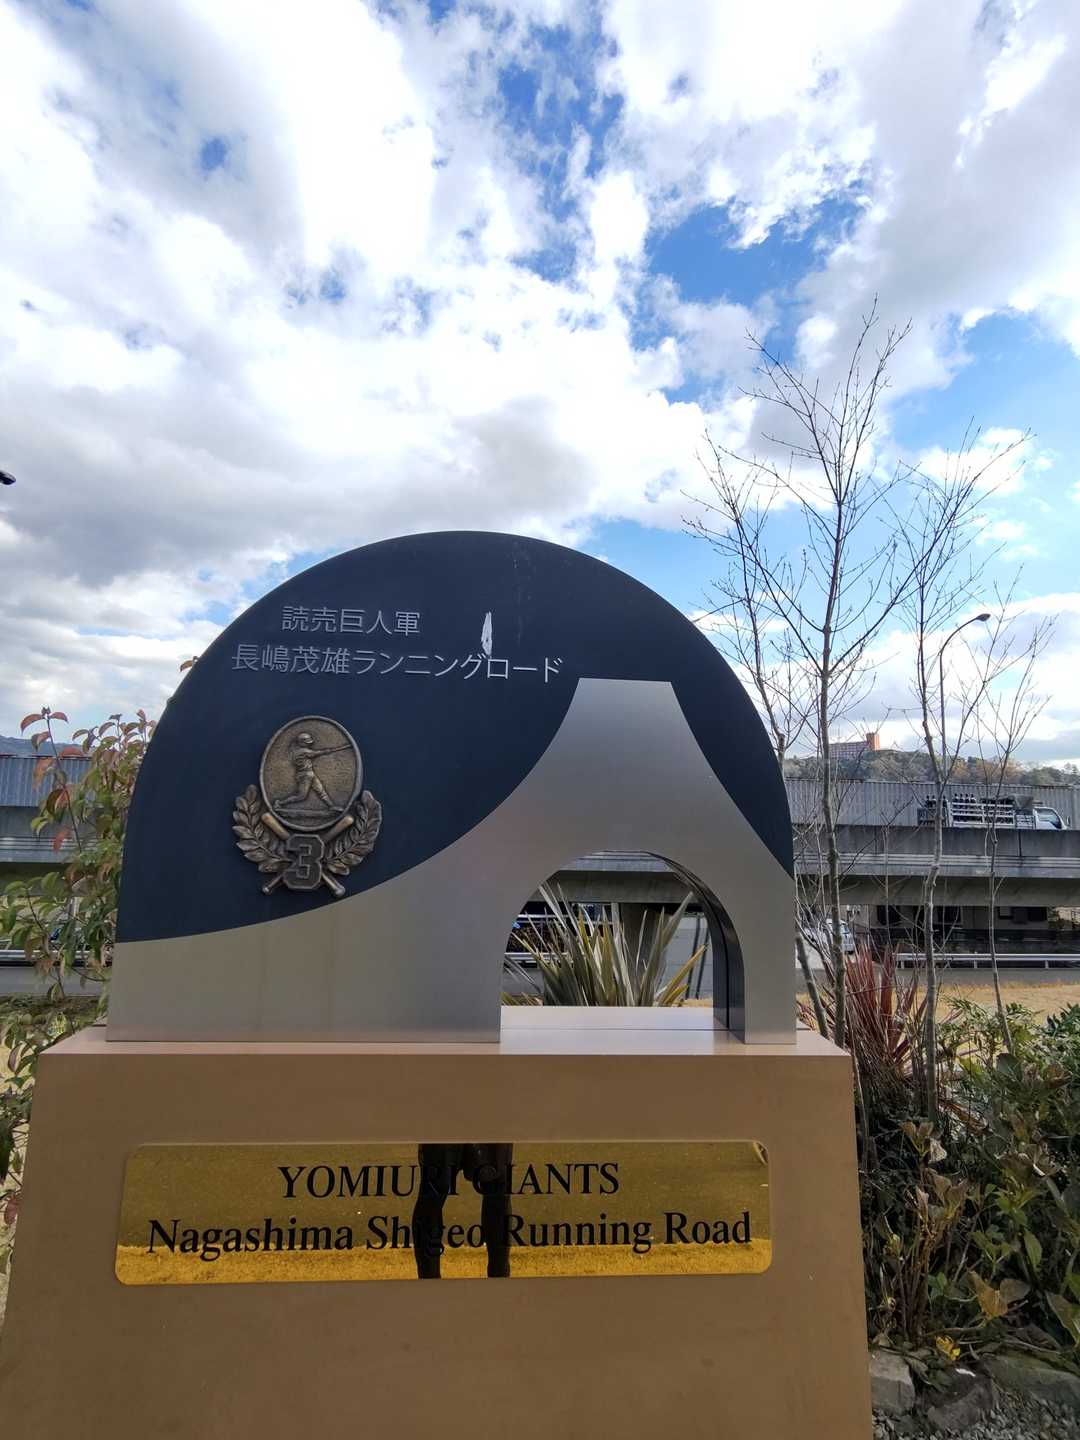 読売巨人軍
長嶋茂雄ランニングロード
3
YOMIURI GIANTS
Nagashima Shigeo Running Road